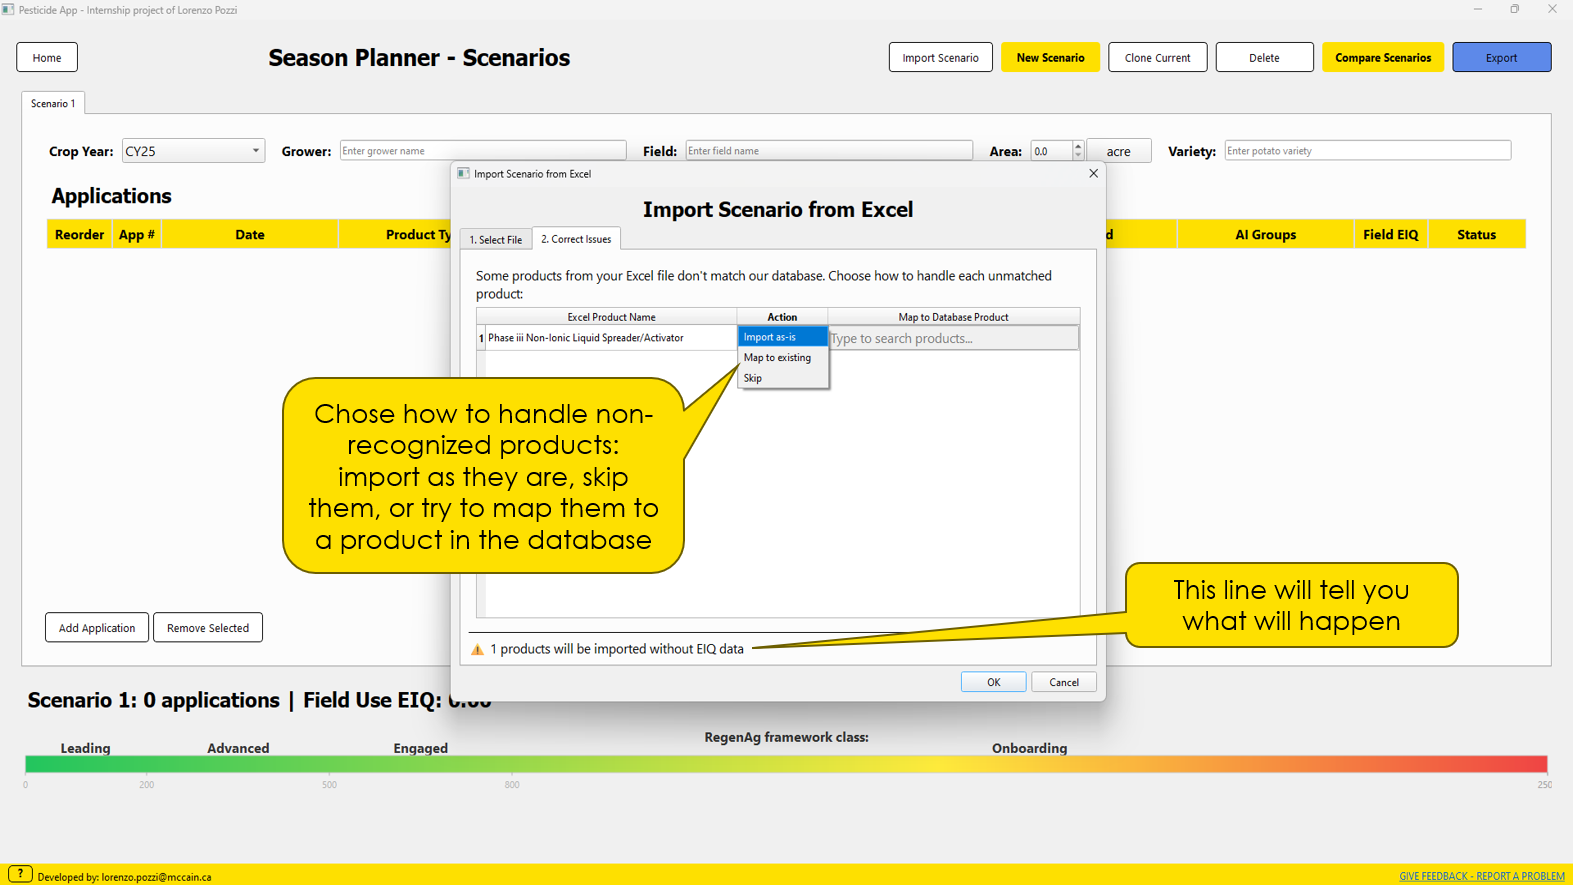 Pesticide App - Internship project of Lorenzo Pozzi
Home
Season Planner - Scenarios
Import Scenario
New Scenario
Clone Current
Delete
Compare Scenarios
Export
Scenario 1
Crop Year:
CY25
Grower:
Enter grower name
Field:
Enter field name
Area:
0.0
acre
Variety:
Enter potato variety
Applications
Reorder
App #
Date
Product Ty
d
AI Groups
Field EIQ
Status
Import Scenario from Excel
Import Scenario from Excel
1. Select File
2. Correct Issues
Some products from your Excel file don't match our database. Choose how to handle each unmatched
product:
Excel Product Name
Action
Map to Database Product
1
Phase iii Non-Ionic Liquid Spreader/Activator
Import as-is
Type to search products...
Map to existing
Skip
Chose how to handle non-
recognized products:
import as they are, skip
them, or try to map them to
a product in the database
This line will tell you
what will happen
1 products will be imported without EIQ data
OK
Cancel
Add Application
Remove Selected
Scenario 1: 0 applications | Field Use EIQ: 0.00
RegenAg framework class:
Leading
Advanced
Engaged
Onboarding
0
200
500
800
250
?
Developed by: lorenzo.pozzi@mccain.ca
GIVE FEEDBACK - REPORT A PROBLEM